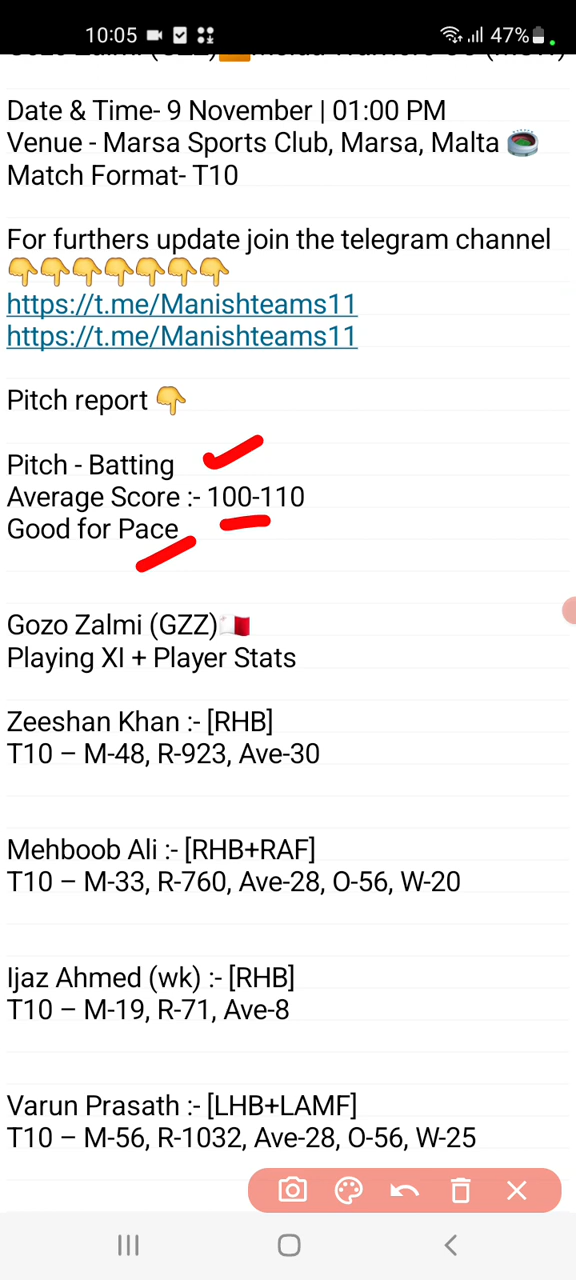 10:05 47%
Date & Time- 9 November | 01:00 PM
Venue - Marsa Sports Club, Marsa, Malta 🏟️
Match Format- T10
For furthers update join the telegram channel
👇👇👇👇👇👇👇
https://t.me/Manishteams11
https://t.me/Manishteams11
Pitch report 👇
Pitch - Batting
Average Score :- 100-110
Good for Pace
Gozo Zalmi (GZZ)🇲🇹
Playing XI + Player Stats
Zeeshan Khan :- [RHB]
T10 – M-48, R-923, Ave-30
Mehboob Ali :- [RHB+RAF]
T10 – M-33, R-760, Ave-28, O-56, W-20
Ijaz Ahmed (wk) :- [RHB]
T10 – M-19, R-71, Ave-8
Varun Prasath :- [LHB+LAMF]
T10 – M-56, R-1032, Ave-28, O-56, W-25